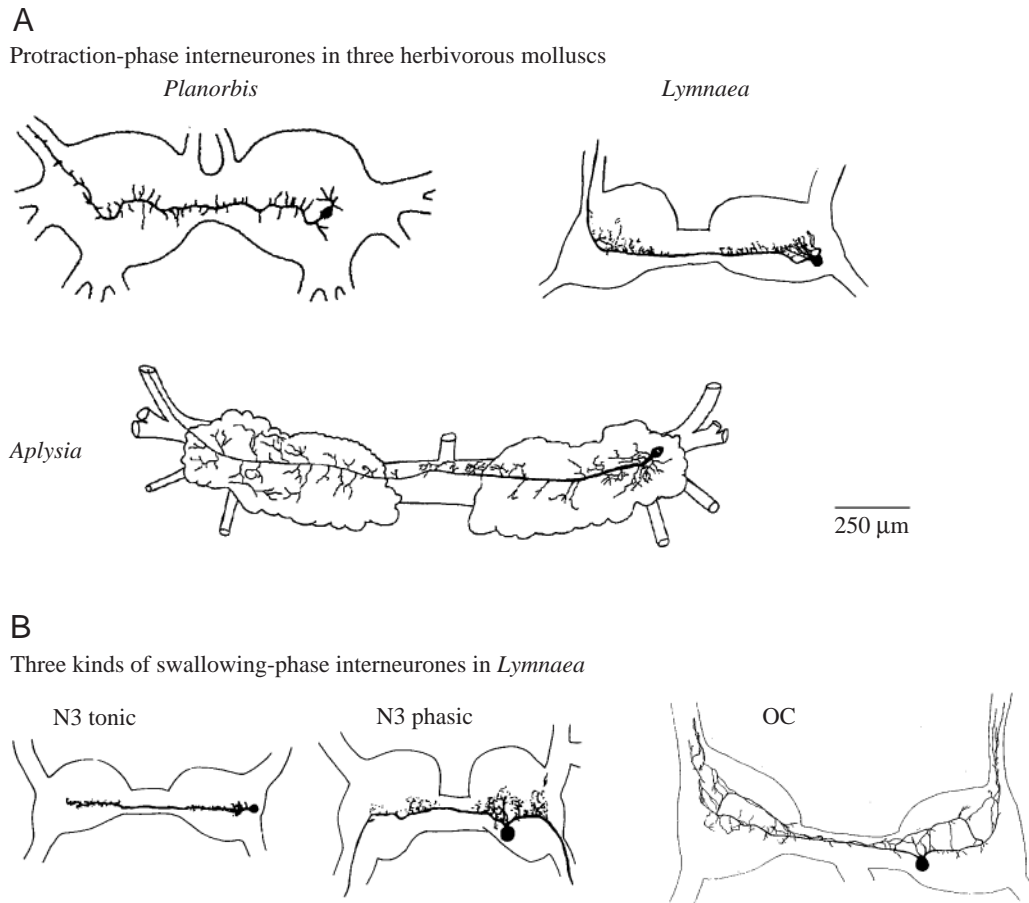 A
Protraction-phase interneurones in three herbivorous molluscs
Planorbis
Lymnaea
Aplysia
250 μm
B
Three kinds of swallowing-phase interneurones in Lymnaea
N3 tonic
N3 phasic
OC